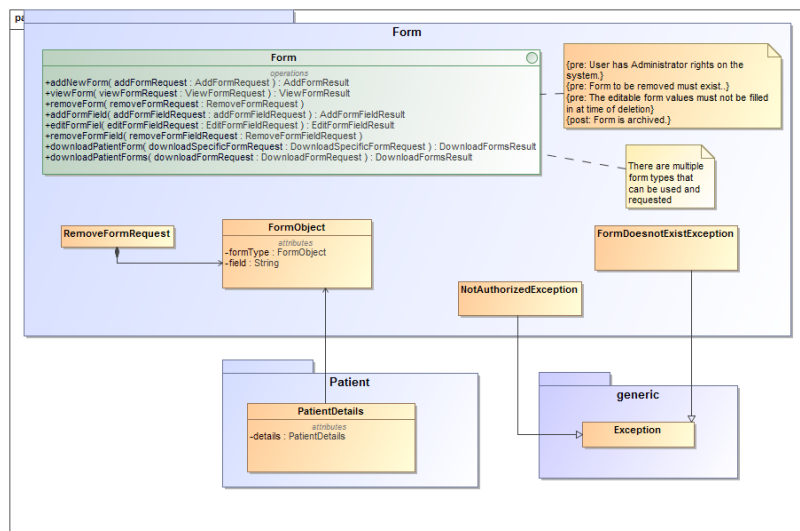 pa
Form
Form
operations
+addNewForm( addFormRequest : AddFormRequest ) : AddFormResult
+viewForm( viewFormRequest : ViewFormRequest ) : ViewFormResult
+removeForm( removeFormRequest : RemoveFormRequest )
+addFormField( addFormFieldRequest : addFormFieldRequest ) : AddFormFieldResult
+editFormFiel( editFormFieldRequest : EditFormFieldRequest ) : EditFormFieldResult
+removeFormField( removeFormFieldRequest : RemoveFormFieldRequest )
+downloadPatientForm( downloadSpecificFormRequest : DownloadSpecificFormRequest ) : DownloadFormsResult
+downloadPatientForms( downloadFormRequest : DownloadFormRequest ) : DownloadFormsResult
{pre: User has Administrator rights on the
system.}
{pre: Form to be removed must exist..}
{pre: The editable form values must not be filled
in at time of deletion}
{post: Form is archived.}
There are multiple
form types that
can be used and
requested
RemoveFormRequest
FormObject
attributes
-formType : FormObject
-field : String
FormDoesnotExistException
NotAuthorizedException
Patient
PatientDetails
attributes
-details : PatientDetails
generic
Exception